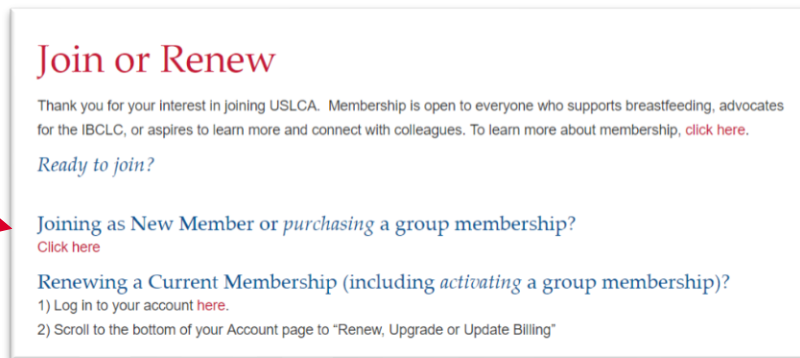 Join or Renew
Thank you for your interest in joining USLCA.  Membership is open to everyone who supports breastfeeding, advocates
for the IBCLC, or aspires to learn more and connect with colleagues. To learn more about membership, click here.
Ready to join?
Joining as New Member or purchasing a group membership?
Click here
Renewing a Current Membership (including activating a group membership)?
1) Log in to your account here.
2) Scroll to the bottom of your Account page to “Renew, Upgrade or Update Billing”